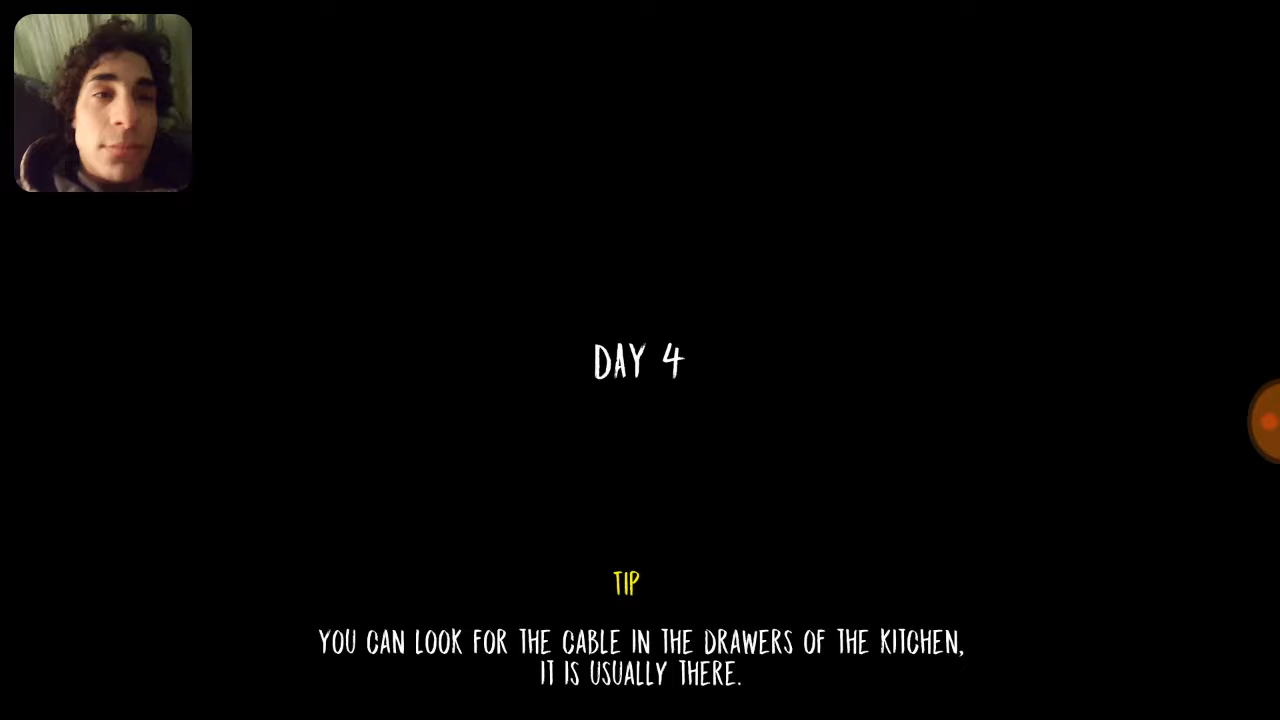 DAY 4
TIP
YOU CAN LOOK FOR THE CABLE IN THE DRAWERS OF THE KITCHEN,
IT IS USUALLY THERE.